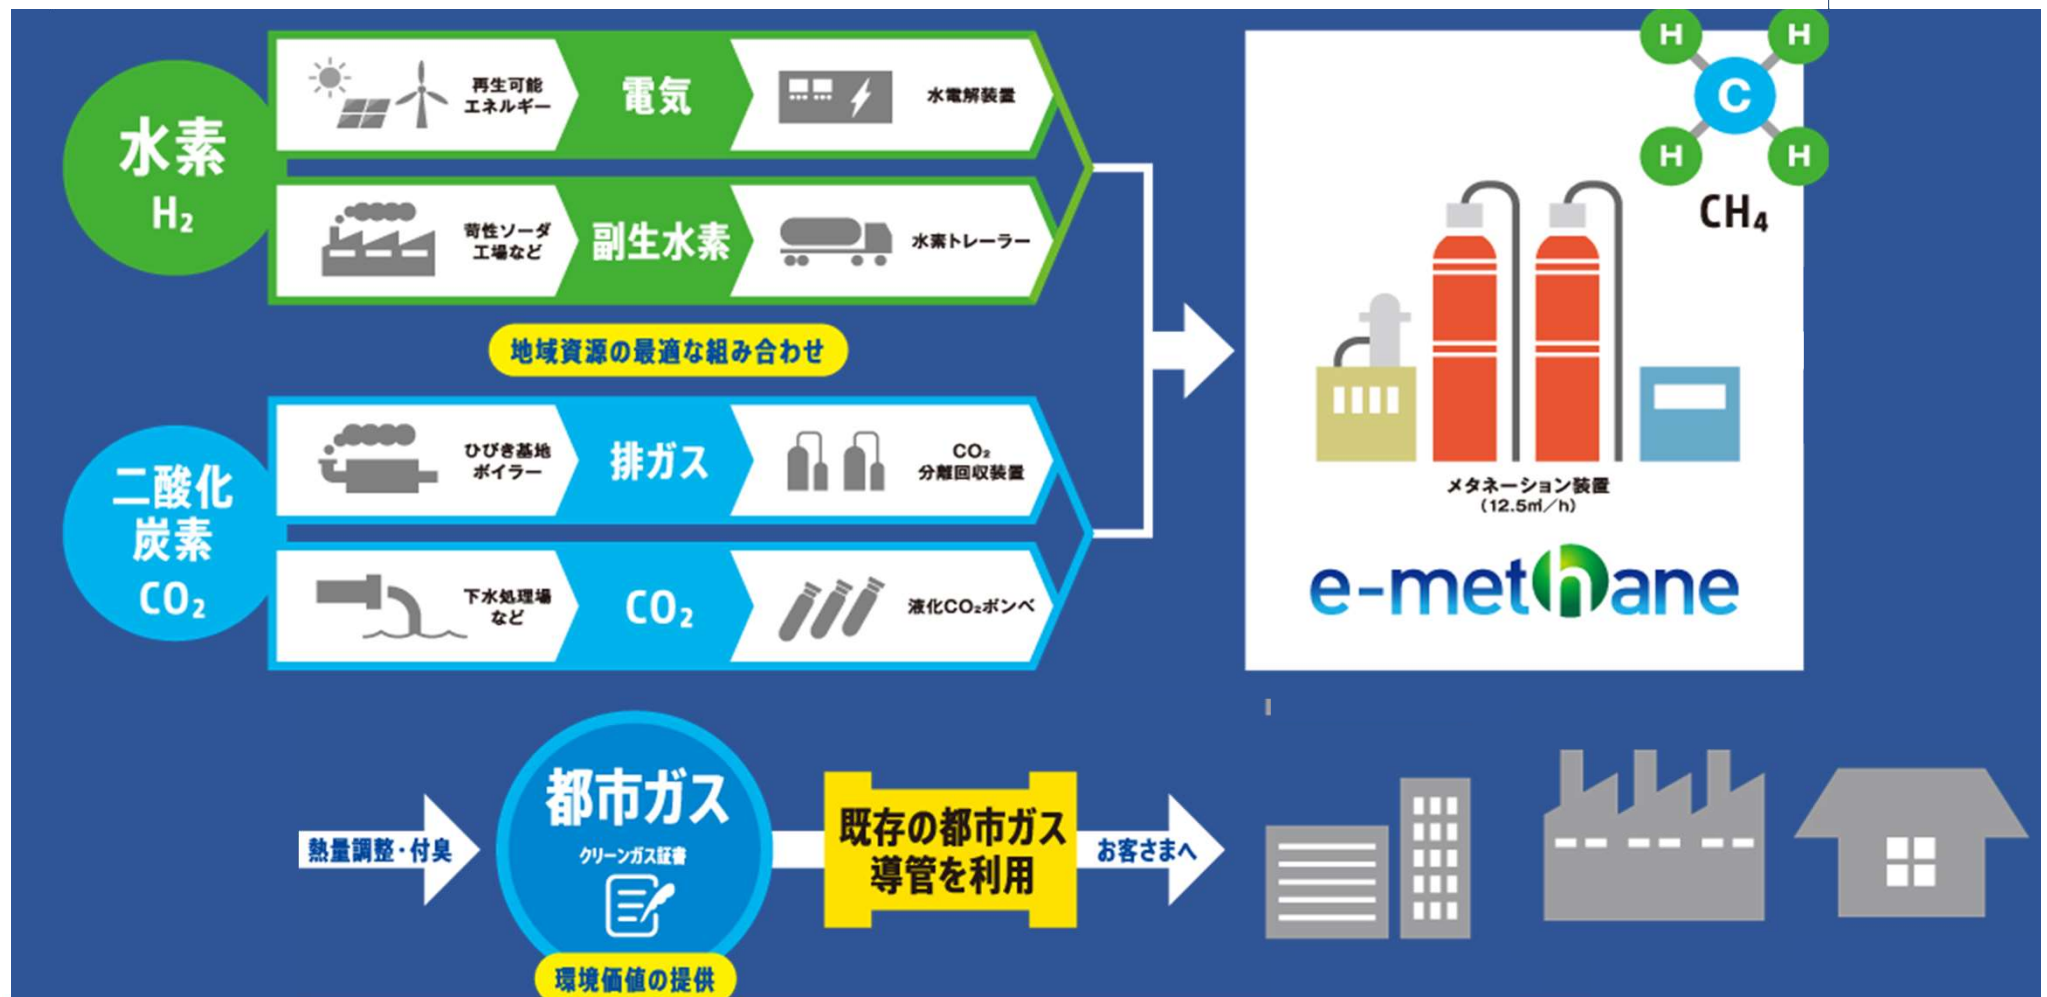 水素
H₂
再生可能
エネルギー
電気
水電解装置
苛性ソーダ
工場など
副生水素
水素トレーラー
地域資源の最適な組み合わせ
二酸化
炭素
CO₂
ひびき基地
ボイラー
排ガス
CO₂
分離回収装置
下水処理場
など
CO₂
液化CO₂ボンベ
H
H
C
H
H
CH₄
メタネーション装置
（12.5㎥／h）
e-methane
熱量調整・付臭
都市ガス
クリーンガス証書
環境価値の提供
既存の都市ガス
導管を利用
お客さまへ